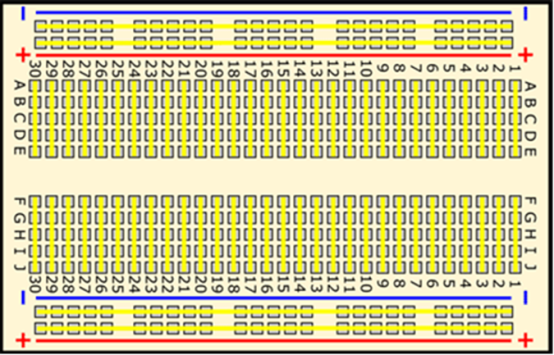 - -
+ +
30 29 28 27 26 25 24 23 22 21 20 19 18 17 16 15 14 13 12 11 10 9 8 7 6 5 4 3 2 1
A A
B B
C C
D D
E E
F F
G G
H H
I I
J J
30 29 28 27 26 25 24 23 22 21 20 19 18 17 16 15 14 13 12 11 10 9 8 7 6 5 4 3 2 1
- -
+ +